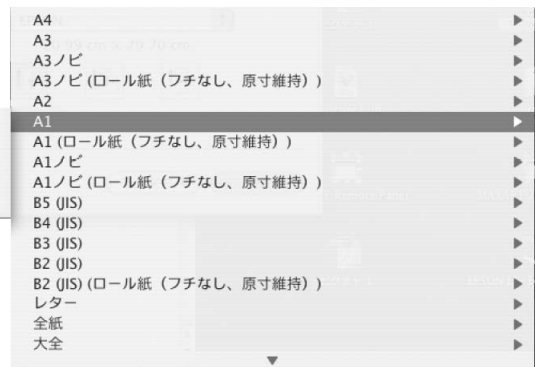 A4
A3
A3ノビ
A3ノビ (ロール紙（フチなし、原寸維持）)
A2
A1
A1 (ロール紙（フチなし、原寸維持）)
A1ノビ
A1ノビ (ロール紙（フチなし、原寸維持）)
B5 (JIS)
B4 (JIS)
B3 (JIS)
B2 (JIS)
B2 (JIS) (ロール紙（フチなし、原寸維持）)
レター
全紙
大全